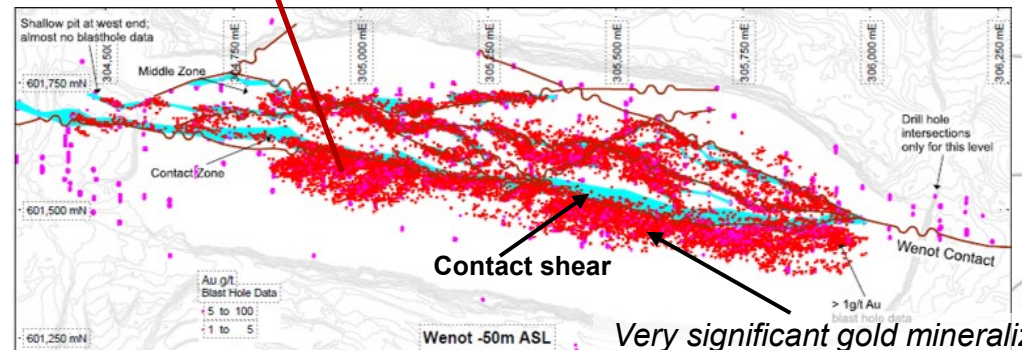 Shallow pit at west end;
almost no blasthole data
304,500
304,750 mE
305,000 mE
305,250 mE
305,500 mE
305,750 mE
306,000 mE
306,250 mE
601,750 mN
Middle Zone
Drill hole
intersections
only for this level
Contact Zone
601,500 mN
Wenot Contact
Contact shear
Au g/t
Blast Hole Data
5 to 100
1 to 5
> 1g/t Au
blast hole data
601,250 mN
Wenot -50m ASL
Very significant gold mineraliz